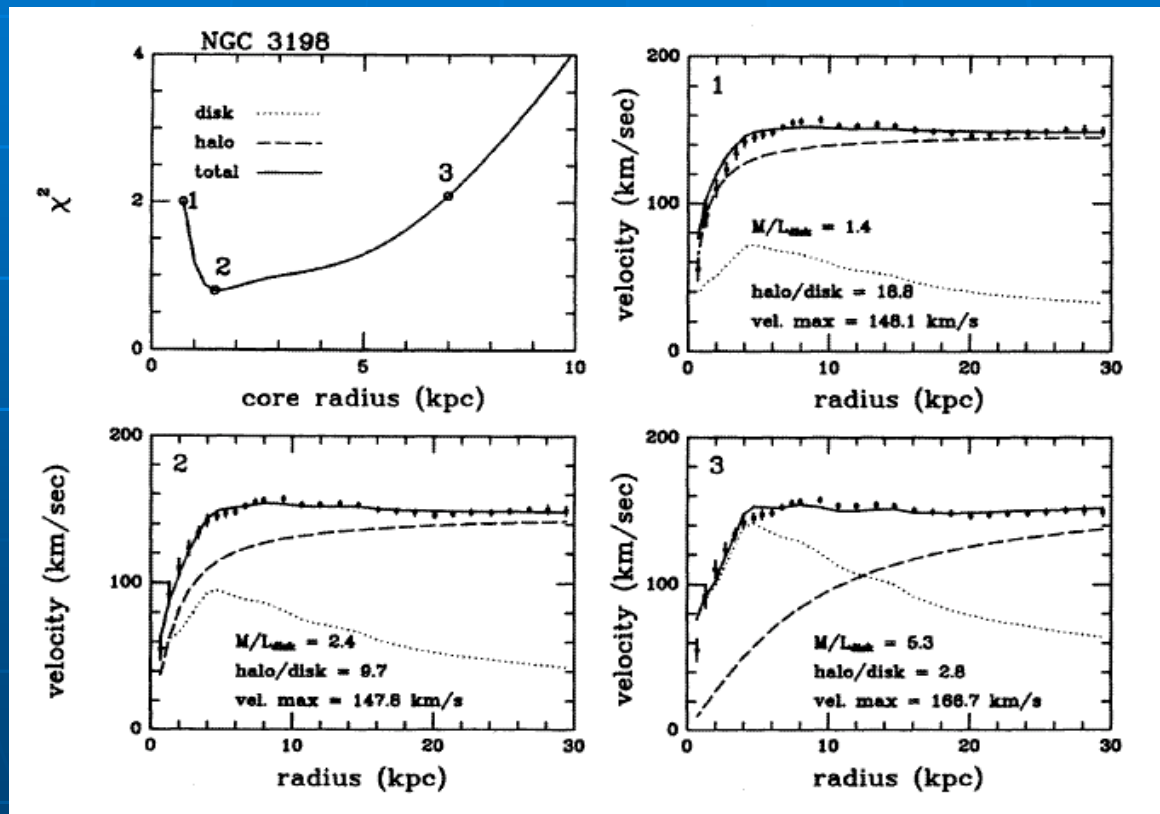 NGC 3198
4
2
0
χ²
disk
halo
total
1
2
3
0
5
10
core radius (kpc)
200
100
0
velocity (km/sec)
1
M/Ldisk = 1.4
halo/disk = 18.8
vel. max = 148.1 km/s
0
10
20
30
radius (kpc)
200
100
0
velocity (km/sec)
2
M/Ldisk = 2.4
halo/disk = 9.7
vel. max = 147.8 km/s
0
10
20
30
radius (kpc)
200
100
0
velocity (km/sec)
3
M/Ldisk = 5.3
halo/disk = 2.8
vel. max = 166.7 km/s
0
10
20
30
radius (kpc)